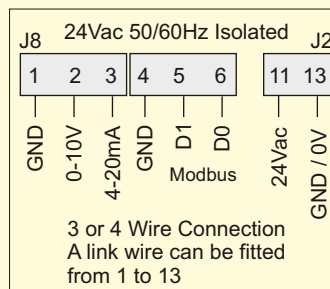 24Vac 50/60Hz Isolated
J8 J2
1 2 3 4 5 6 11 13
GND 0-10V 4-20mA GND D1 D0 24Vac GND / 0V
Modbus
3 or 4 Wire Connection
A link wire can be fitted
from 1 to 13